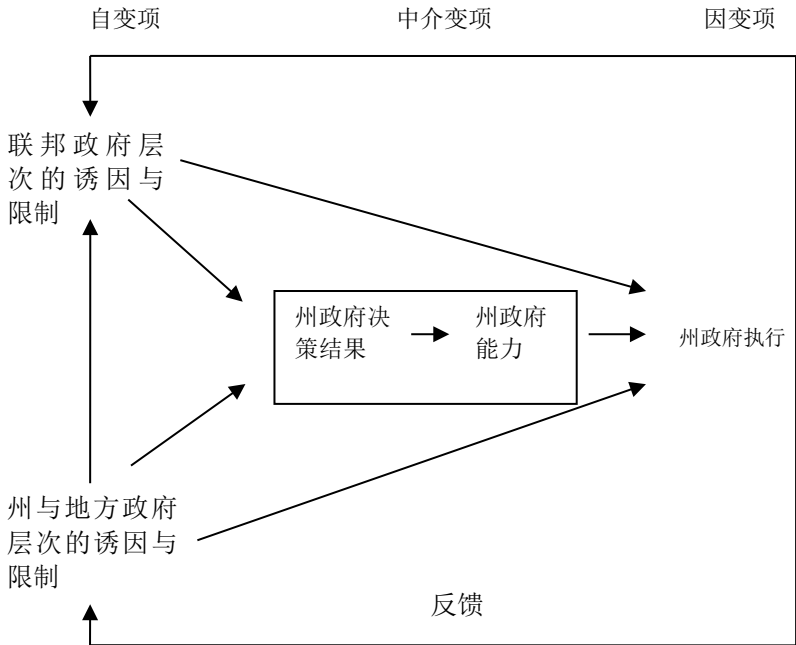 自变项 中介变项 因变项
联邦政府层
次的诱因与
限制
州政府决
策结果
州政府
能力
州政府执行
州与地方政府
层次的诱因与
限制
反馈